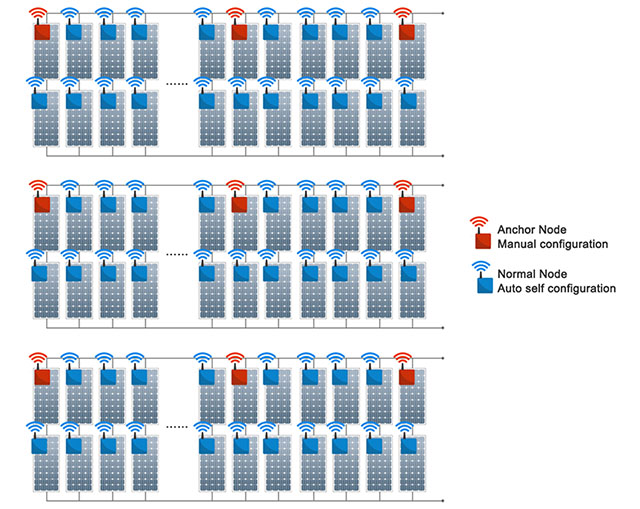 Anchor Node
Manual configuration
Normal Node
Auto self configuration